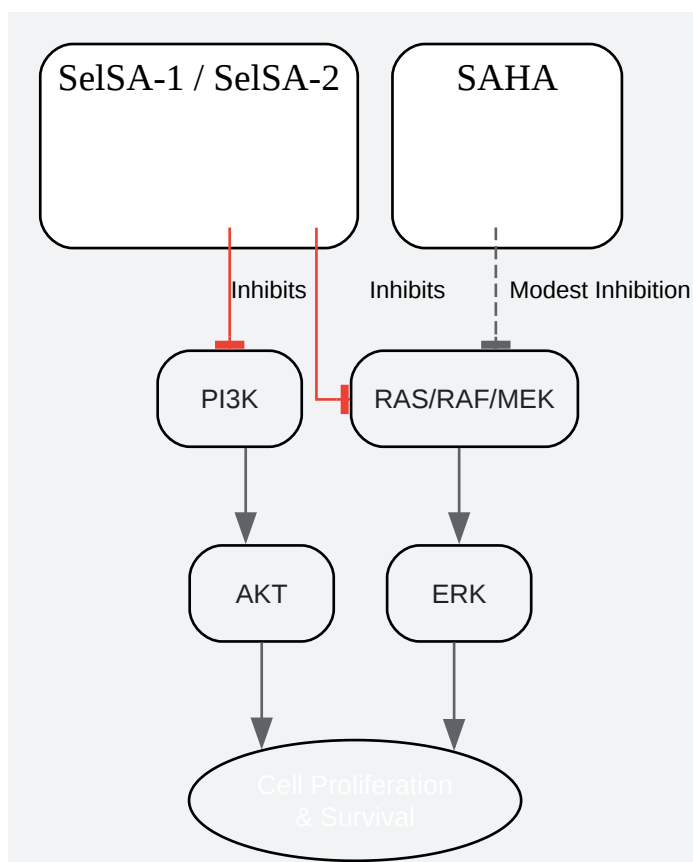 SelSA-1 / SelSA-2
SAHA
Inhibits
Inhibits
Modest Inhibition
PI3K
RAS/RAF/MEK
AKT
ERK
Cell Proliferation
& Survival